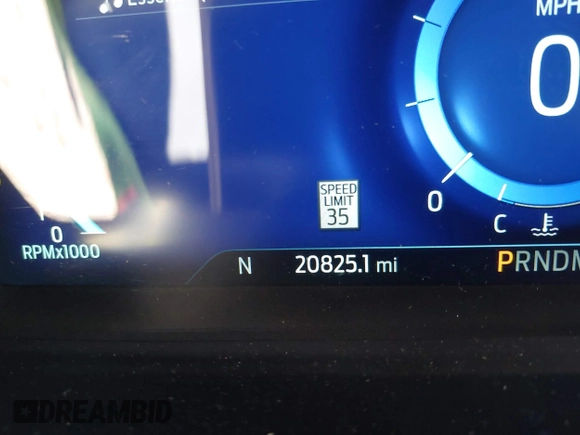 MPH
0
SPEED
LIMIT
35
0
0
C
RPMx1000
N 20825.1 mi PRNDM
DREAMBID